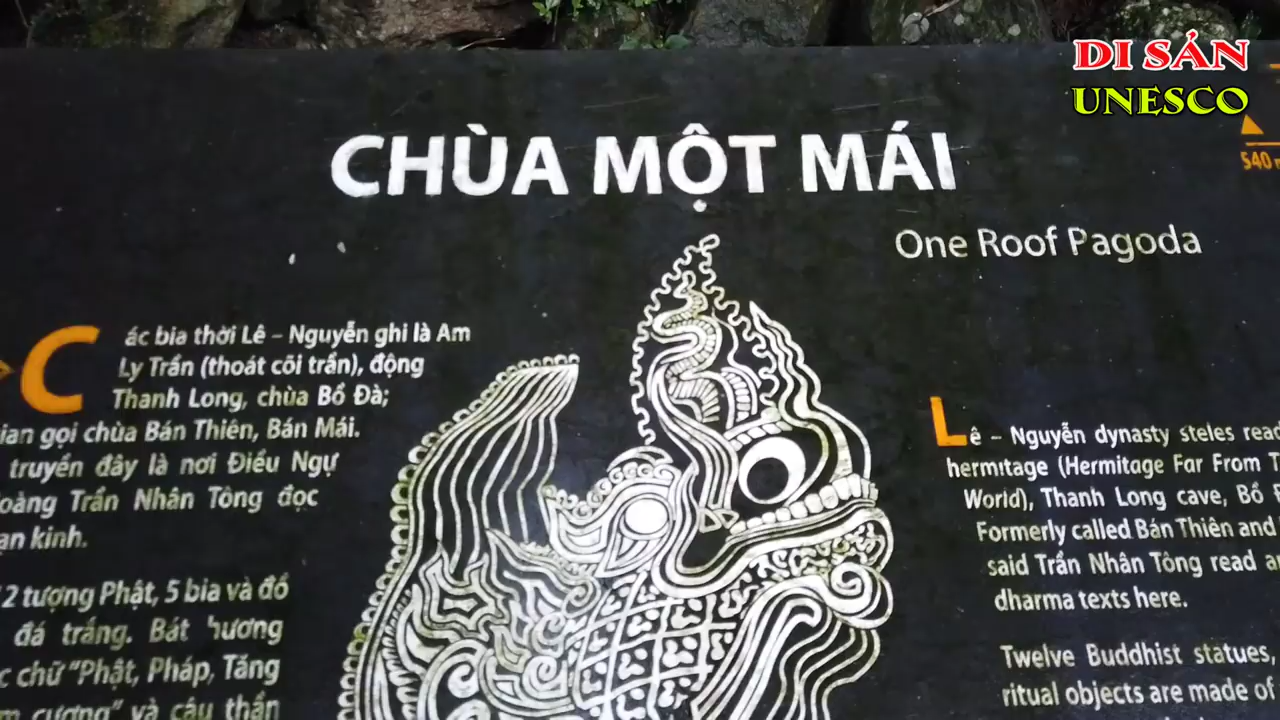 DI SẢN
UNESCO
540
CHÙA MỘT MÁI
One Roof Pagoda
Các bia thời Lê – Nguyễn ghi là Am
Ly Trần (thoát cõi trần), động
Thanh Long, chùa Bồ Đà;
gọi chùa Bán Thiên, Bán Mái.
truyền đây là nơi Điều Ngự
Trần Nhân Tông đọc
kinh.
2 tượng Phật, 5 bia và đồ
đá trắng. Bát hương
chữ "Phật, Pháp, Tăng
cương" và câu thần
Lê – Nguyễn dynasty steles read
hermitage (Hermitage Far From
World), Thanh Long cave, Bồ
Formerly called Bán Thiên and
said Trần Nhân Tông read
dharma texts here.
Twelve Buddhist statues,
ritual objects are made of